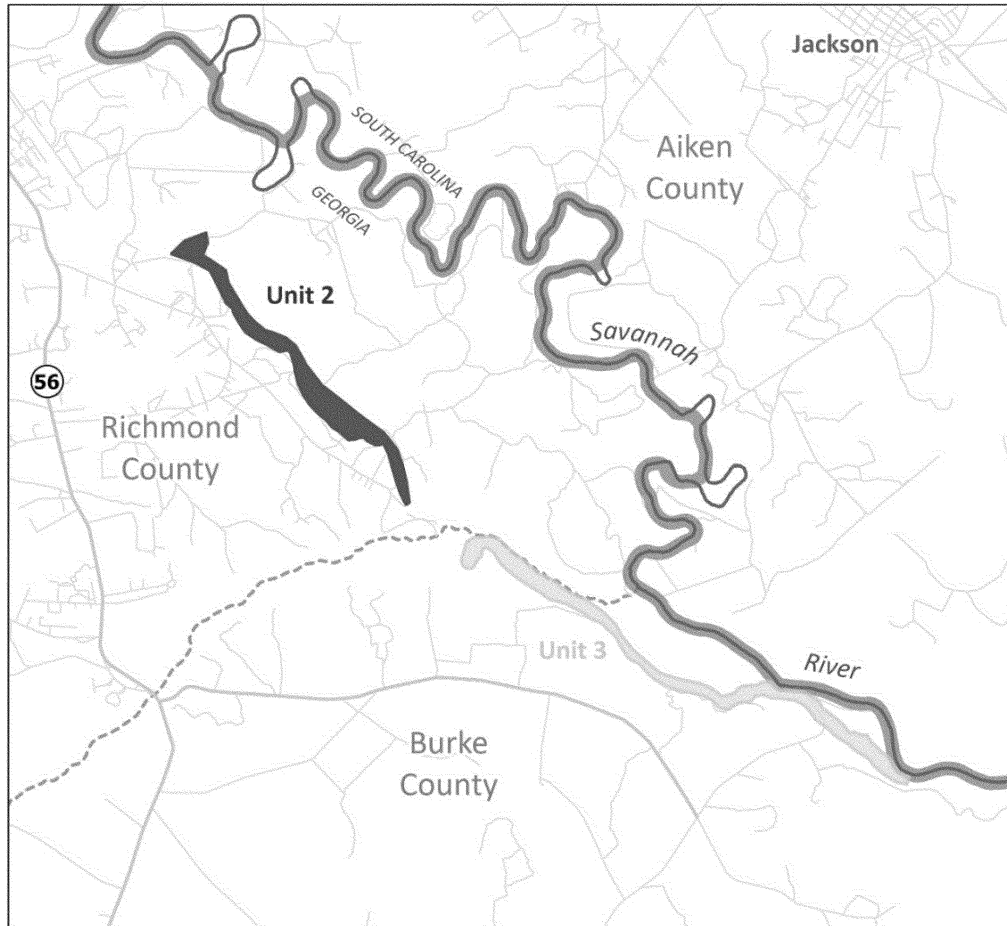 Jackson
SOUTH CAROLINA
GEORGIA
Aiken
County
Unit 2
Savannah
56
Richmond
County
Unit 3
River
Burke
County